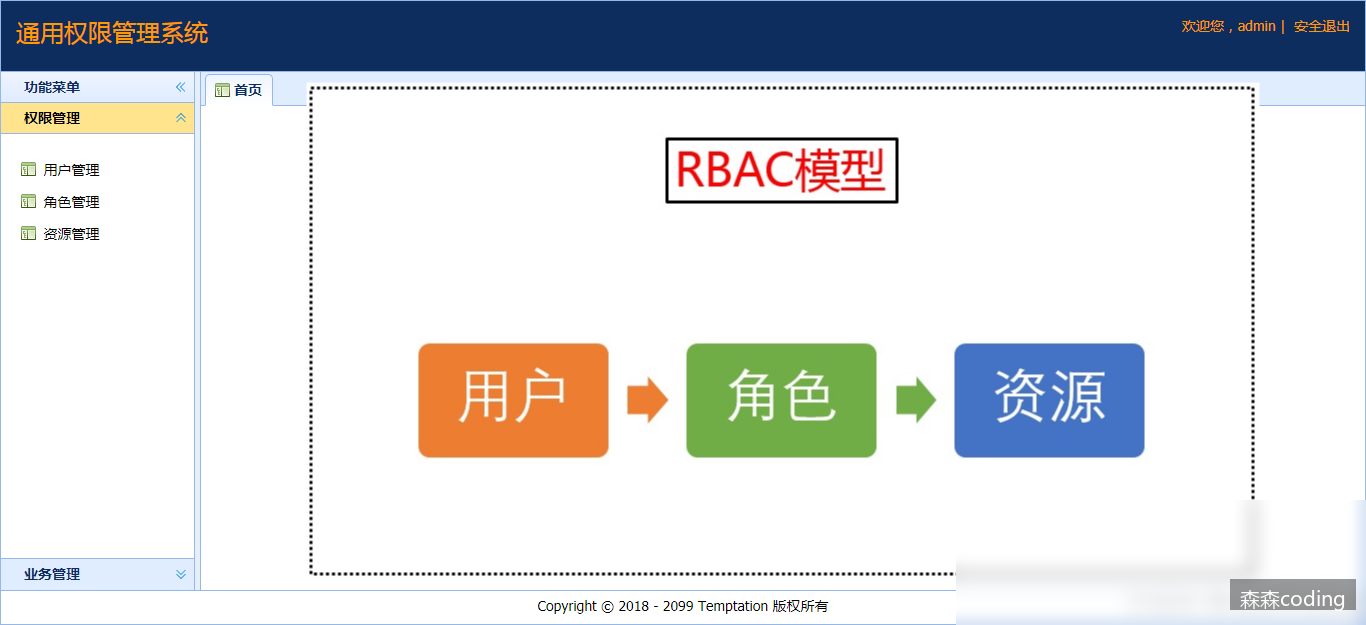 通用权限管理系统
欢迎您，admin | 安全退出
功能菜单
权限管理
用户管理
角色管理
资源管理
业务管理
首页
RBAC模型
用户
角色
资源
Copyright © 2018 - 2099 Temptation 版权所有
森森coding